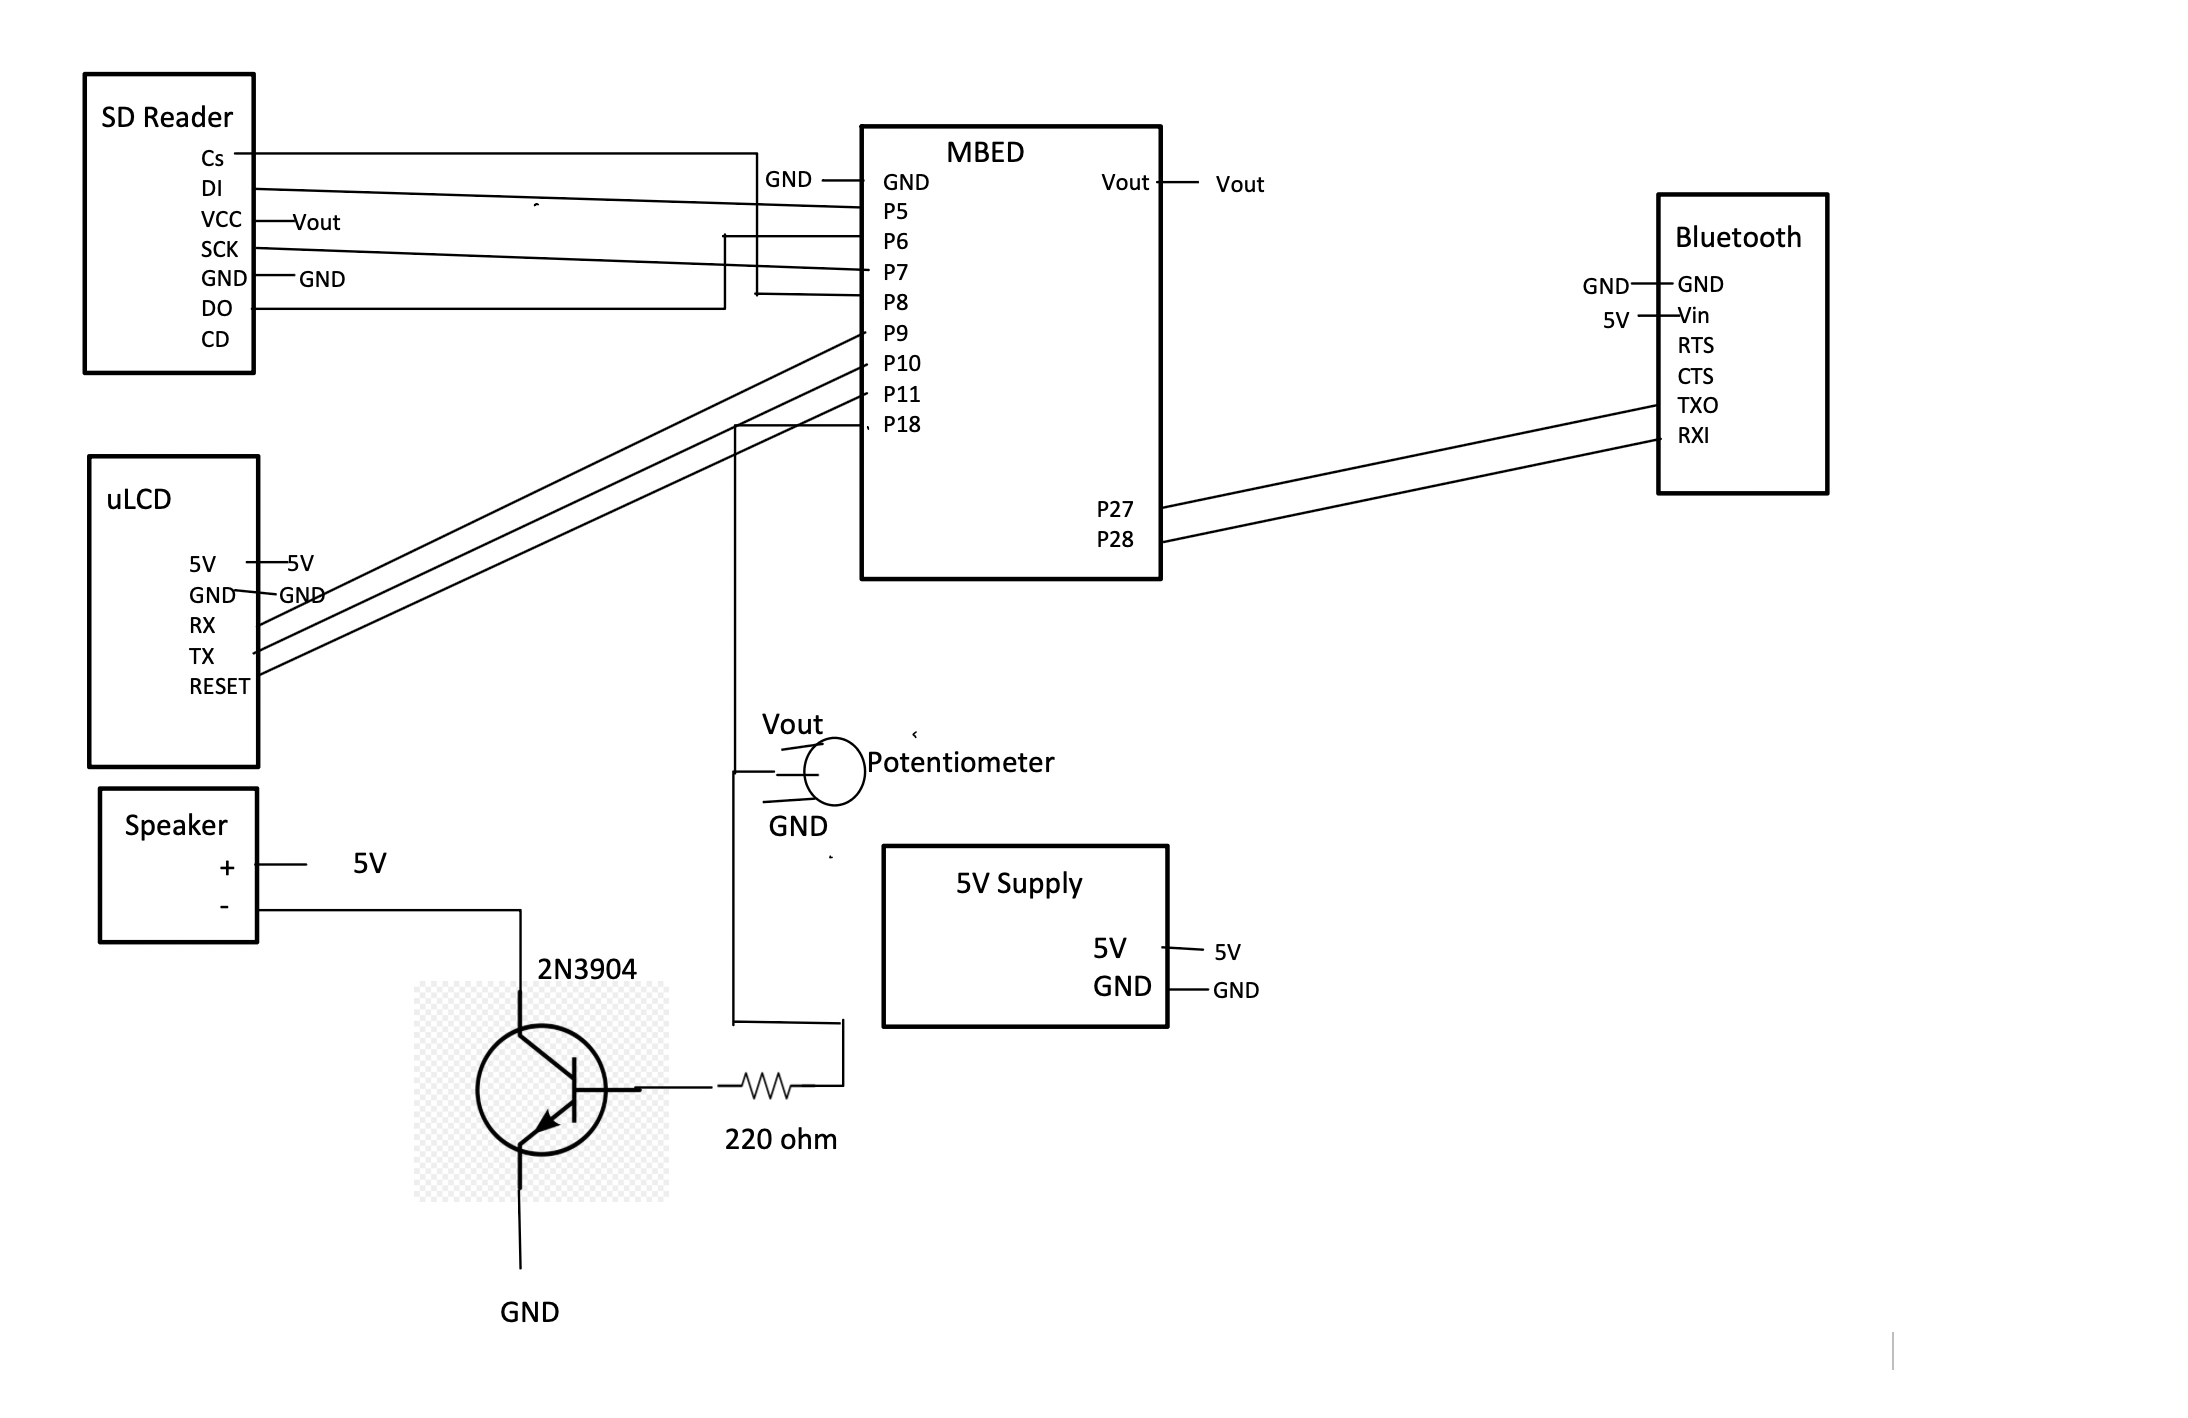 SD Reader
Cs
DI
VCC
Vout
SCK
GND
GND
DO
CD
MBED
GND
GND
Vout
Vout
P5
P6
P7
P8
P9
P10
P11
P18
P27
P28
Bluetooth
GND
GND
5V
Vin
RTS
CTS
TXO
RXI
uLCD
5V
5V
GND
GND
RX
TX
RESET
Vout
Potentiometer
GND
Speaker
+
5V
-
5V Supply
5V
5V
GND
GND
2N3904
220 ohm
GND